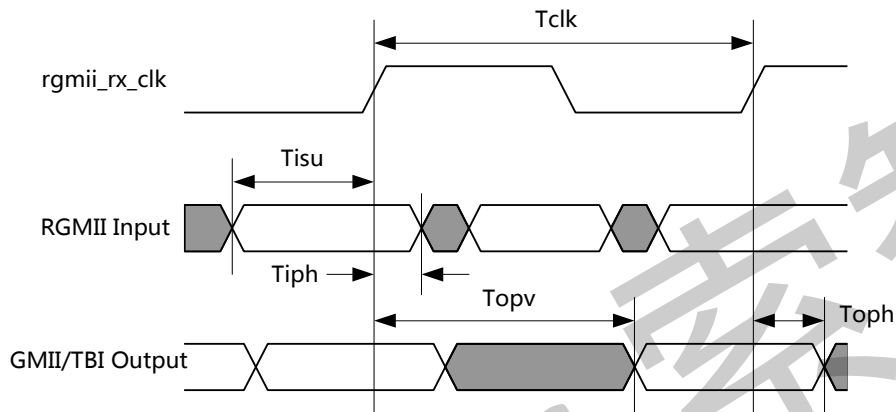 Tclk
rgmii_rx_clk
Tisu
RGMII Input
Tiph
Topv
Toph
GMII/TBI Output